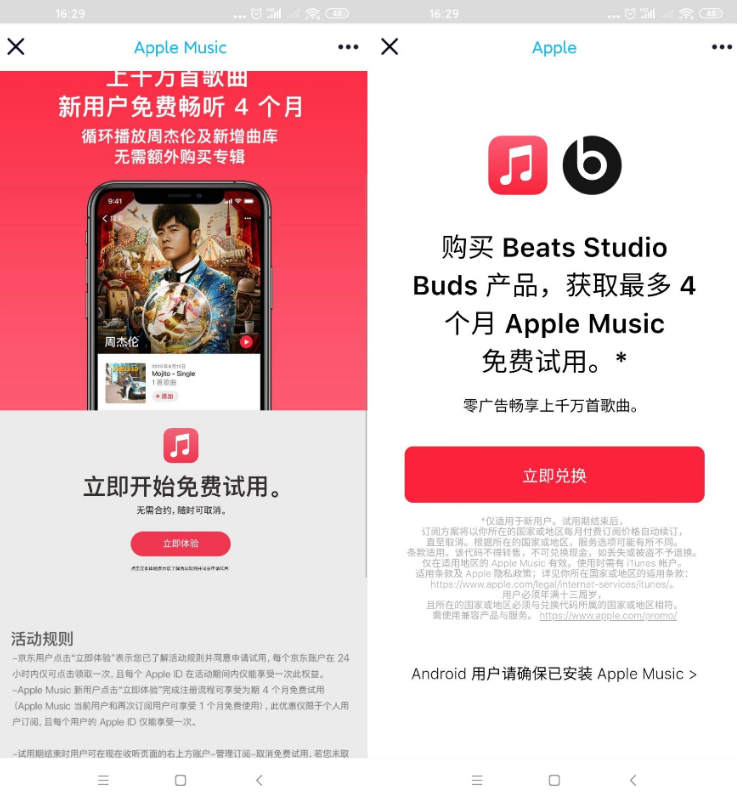 16:29
48
Apple Music
上千万首歌曲
新用户免费畅听 4 个月
循环播放周杰伦及新增曲库
无需额外购买专辑
9:41
搜索
周杰伦
Mojito - Single
1 首歌曲
+ 添加
立即开始免费试用。
无需合约，随时可取消。
立即体验
活动规则
–京东用户点击“立即体验”表示您已了解活动规则并同意申请试用，每个京东账户在 24
小时内仅可点击领取一次，且每个 Apple ID 在活动期间内仅能享受一次此权益。
–Apple Music 新用户点击“立即体验”完成注册流程可享受为期 4 个月免费试用
（Apple Music 当前用户和再次订阅用户可享受 1 个月免费使用），此优惠仅限于个人用
户订阅，且每个用户的 Apple ID 仅能享受一次。
–试用期结束时用户可在现在收听页面的右上方账户–管理订阅–取消免费试用，若您未取
16:29
48
Apple
购买 Beats Studio
Buds 产品，获取最多 4
个月 Apple Music
免费试用。*
零广告畅享上千万首歌曲。
立即兑换
*仅适用于新用户。试用期结束后，
订阅方案将以你所在的国家或地区每月付费订阅价格自动续订，
直至取消。根据所在的国家或地区，服务选项可能有所不同。
条款适用。该代码不得转售，不可兑换现金，如丢失或被盗不予退换。
仅在适用地区的 Apple Music 有效。使用时需有 iTunes 帐户。
适用条款及 Apple 隐私政策；详见你所在国家或地区的适用条款：
https://www.apple.com/legal/internet-services/itunes/。
用户必须年满十三周岁，
且所在的国家或地区必须与兑换代码所属的国家或地区相符。
需使用兼容产品与服务。 https://www.apple.com/promo/
Android 用户请确保已安装 Apple Music >